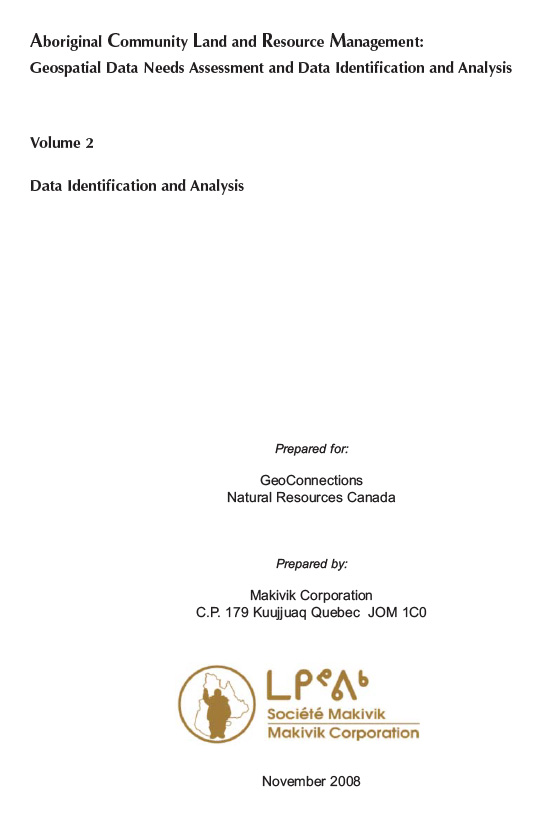 Aboriginal Community Land and Resource Management:
Geospatial Data Needs Assessment and Data Identification and Analysis
Volume 2
Data Identification and Analysis
Prepared for:
GeoConnections
Natural Resources Canada
Prepared by:
Makivik Corporation
C.P. 179 Kuujjuaq Quebec JOM 1C0
ᒪᑭᕝᕕᒃ
Société Makivik
Makivik Corporation
November 2008